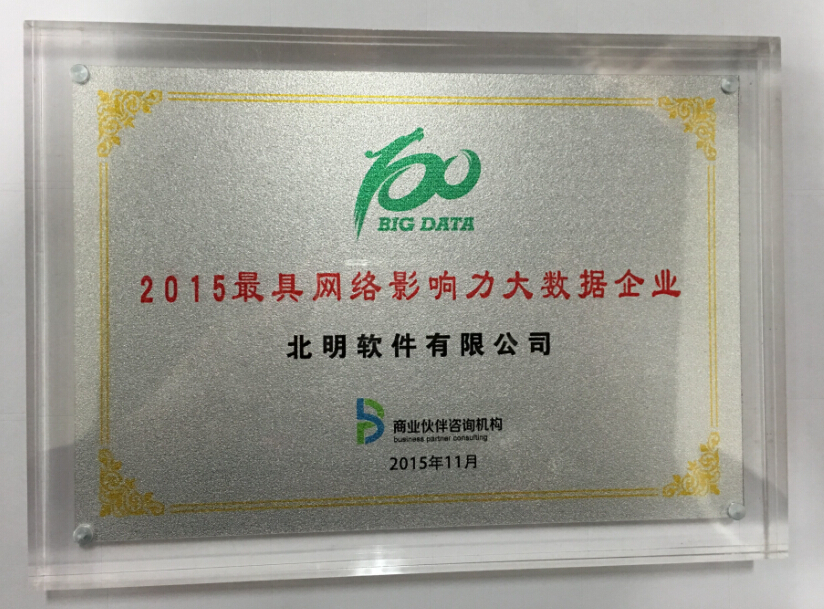 100
BIG DATA
2015最具网络影响力大数据企业
北明软件有限公司
商业伙伴咨询机构
business partner consulting
2015年11月